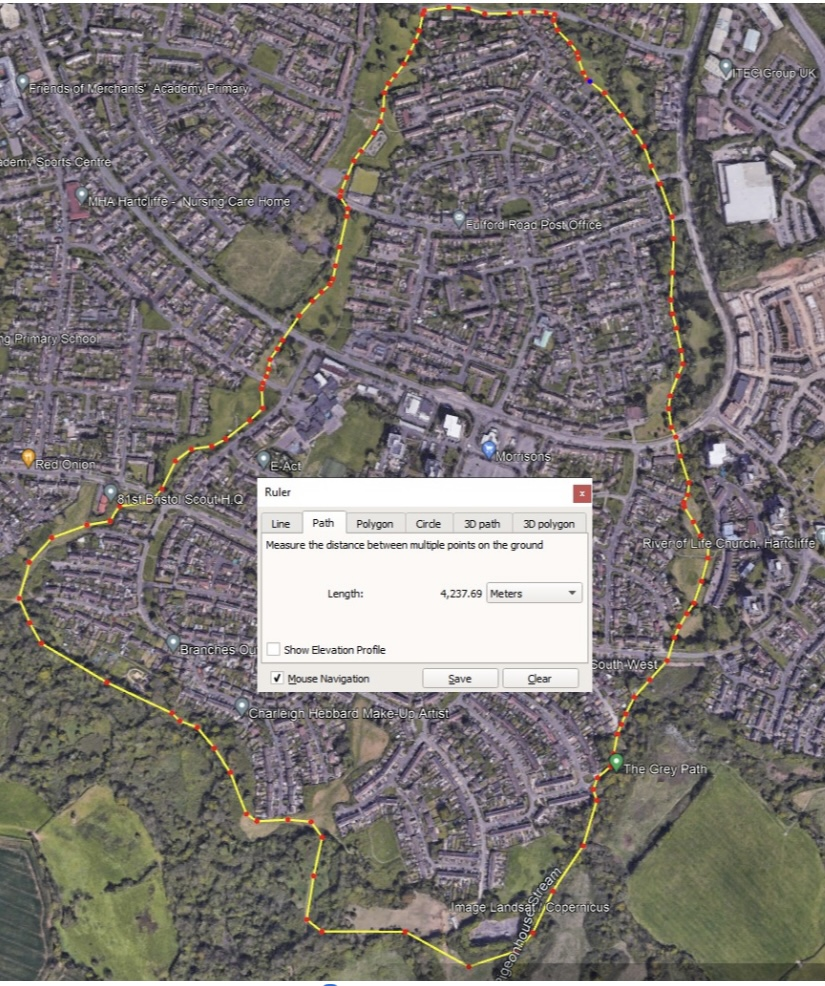 ITEC Group UK
Friends of Merchants' Academy Primary
ademy Sports Centre
MHA Hartcliffe - Nursing Care Home
Fulford Road Post Office
ng Primary School
Morrisons
Red Onion
E-Act
81st Bristol Scout H.Q
Ruler
x
Line Path Polygon Circle 3D path 3D polygon
Measure the distance between multiple points on the ground
River of Life Church, Hartcliffe
Length: 4,237.69 Meters
Show Elevation Profile
Branches Ou
South West
Mouse Navigation Save Clear
Charleigh Hebbard Make-Up Artist
The Grey Path
Image Landsat / Copernicus
igeonhouse Stream